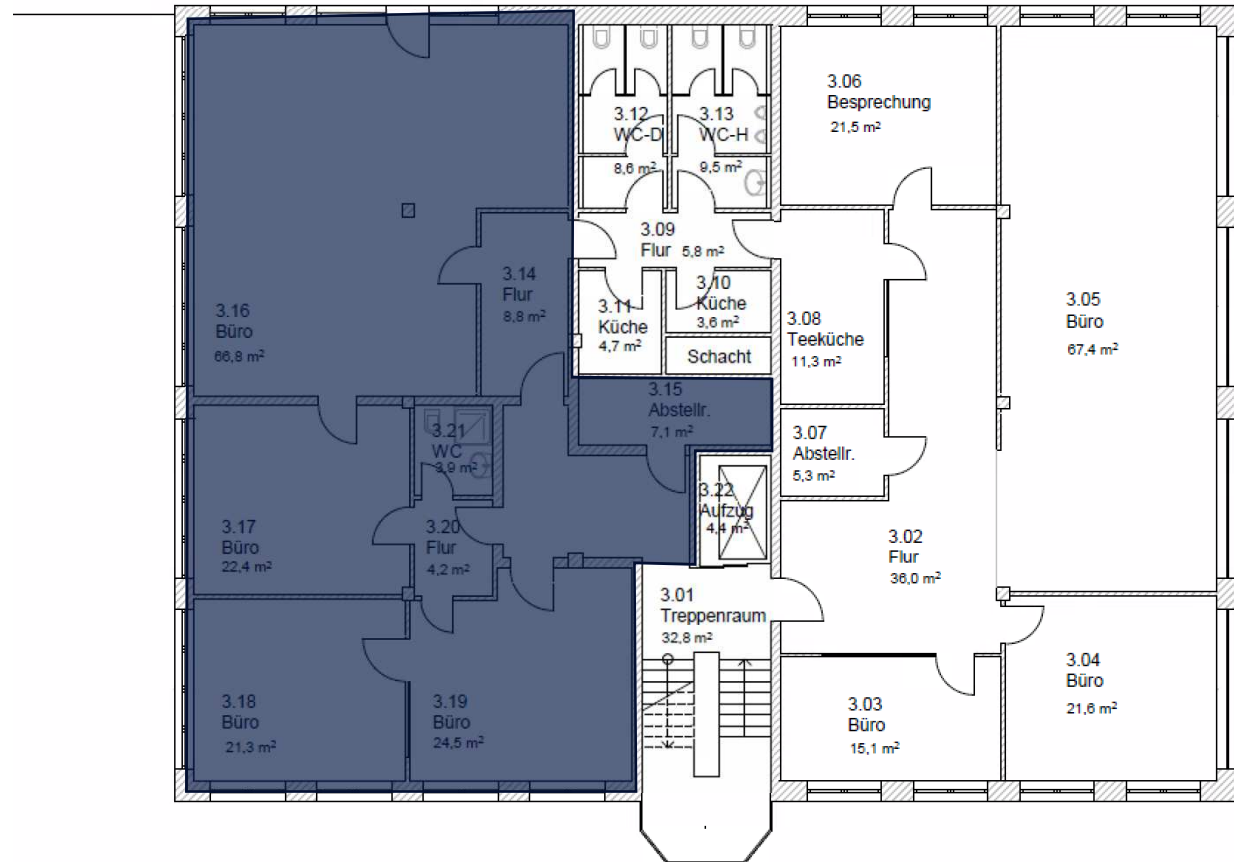 3.12
WC-D
8,6 m²
3.13
WC-H
9,5 m²
3.06
Besprechung
21,5 m²
3.09
Flur 5,8 m²
3.14
Flur
8,8 m²
3.16
Büro
66,8 m²
3.11
Küche
4,7 m²
3.10
Küche
3,6 m²
Schacht
3.08
Teeküche
11,3 m²
3.05
Büro
67,4 m²
3.15
Abstellr.
7,1 m²
3.21
WC
3,9 m²
3.07
Abstellr.
5,3 m²
3.22
Aufzug
4,4 m²
3.17
Büro
22,4 m²
3.20
Flur
4,2 m²
3.02
Flur
36,0 m²
3.01
Treppenraum
32,8 m²
3.18
Büro
21,3 m²
3.19
Büro
24,5 m²
3.03
Büro
15,1 m²
3.04
Büro
21,6 m²